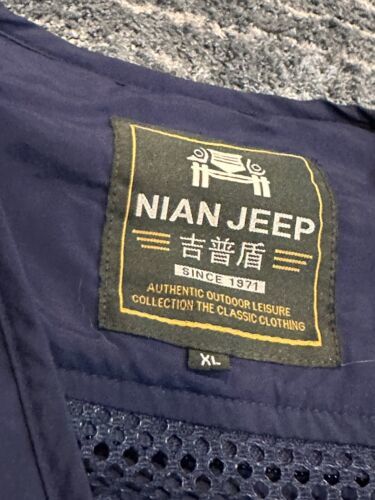 NIAN JEEP
吉普盾
SINCE 1971
AUTHENTIC OUTDOOR LEISURE
COLLECTION THE CLASSIC CLOTHING
XL